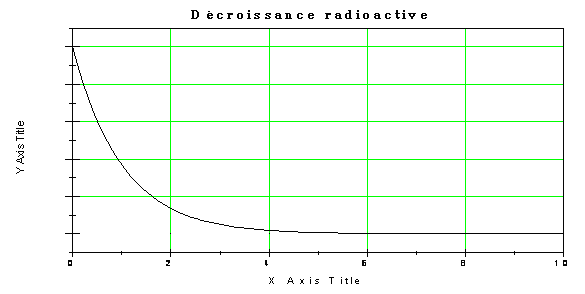 Décroissance radioactive
Y Axis Title
0 2 4 6 8 10
X Axis Title